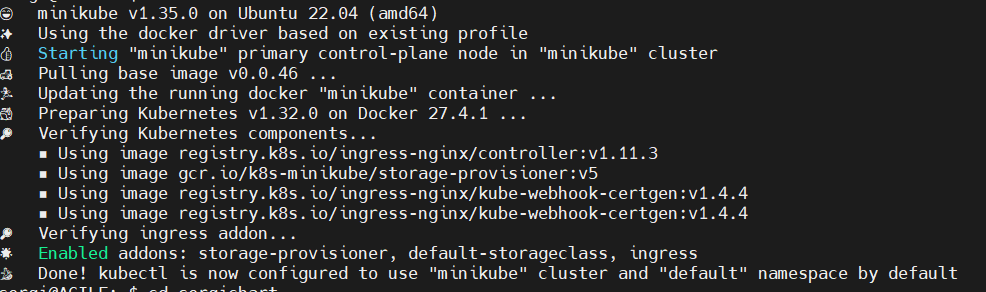 minikube v1.35.0 on Ubuntu 22.04 (amd64)
Using the docker driver based on existing profile
Starting "minikube" primary control-plane node in "minikube" cluster
Pulling base image v0.0.46 ...
Updating the running docker "minikube" container ...
Preparing Kubernetes v1.32.0 on Docker 27.4.1 ...
Verifying Kubernetes components...
▪ Using image registry.k8s.io/ingress-nginx/controller:v1.11.3
▪ Using image gcr.io/k8s-minikube/storage-provisioner:v5
▪ Using image registry.k8s.io/ingress-nginx/kube-webhook-certgen:v1.4.4
▪ Using image registry.k8s.io/ingress-nginx/kube-webhook-certgen:v1.4.4
Verifying ingress addon...
Enabled addons: storage-provisioner, default-storageclass, ingress
Done! kubectl is now configured to use "minikube" cluster and "default" namespace by default